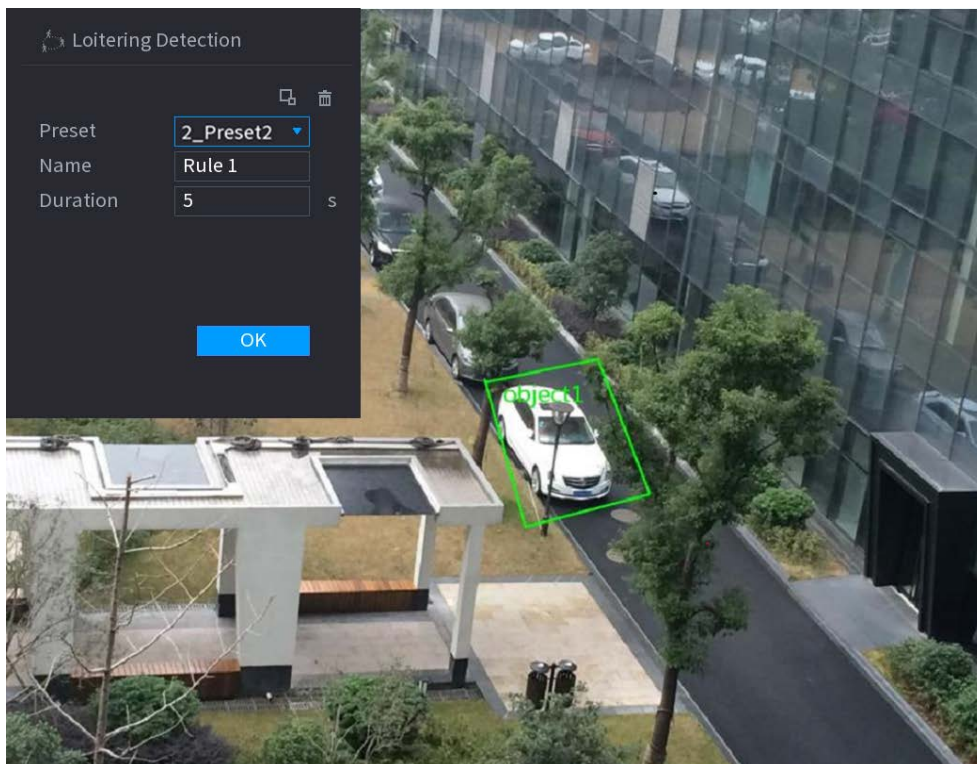 Loitering Detection
Preset 2_Preset2
Name Rule 1
Duration 5 s
OK
object1